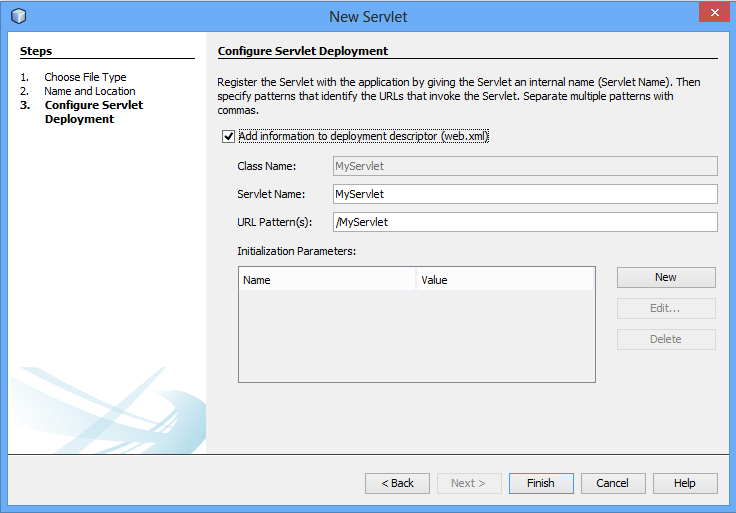 New Servlet
Steps
1. Choose File Type
2. Name and Location
3. Configure Servlet
Deployment
Configure Servlet Deployment
Register the Servlet with the application by giving the Servlet an internal name (Servlet Name). Then
specify patterns that identify the URLs that invoke the Servlet. Separate multiple patterns with
commas.
Add information to deployment descriptor (web.xml)
Class Name: MyServlet
Servlet Name: MyServlet
URL Pattern(s): /MyServlet
Initialization Parameters:
Name Value
New
Edit...
Delete
< Back Next > Finish Cancel Help